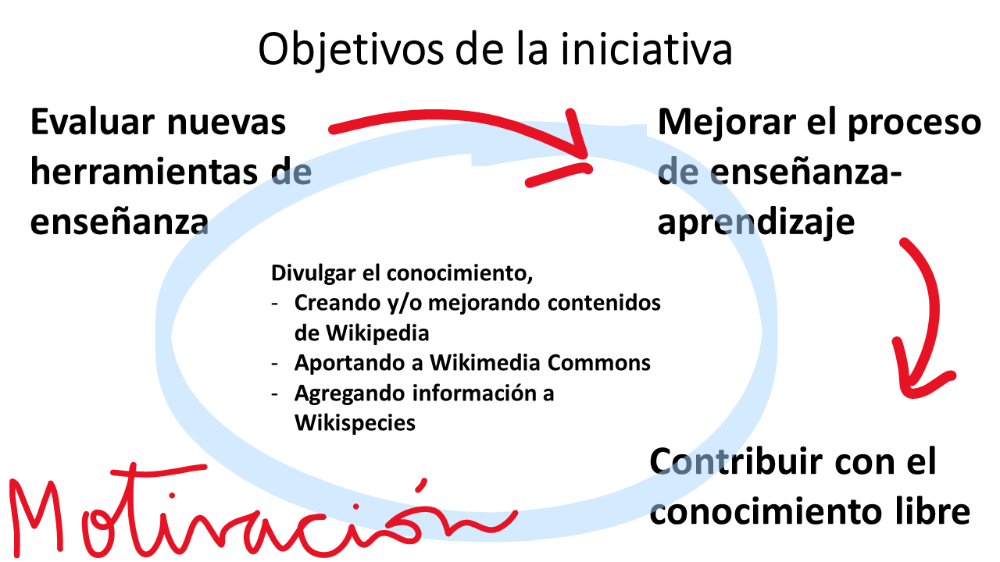 Objetivos de la iniciativa
Evaluar nuevas
herramientas de
enseñanza
Mejorar el proceso
de enseñanza-
aprendizaje
Divulgar el conocimiento,
- Creando y/o mejorando contenidos
de Wikipedia
- Aportando a Wikimedia Commons
- Agregando información a
Wikispecies
Contribuir con el
conocimiento libre
Motivación